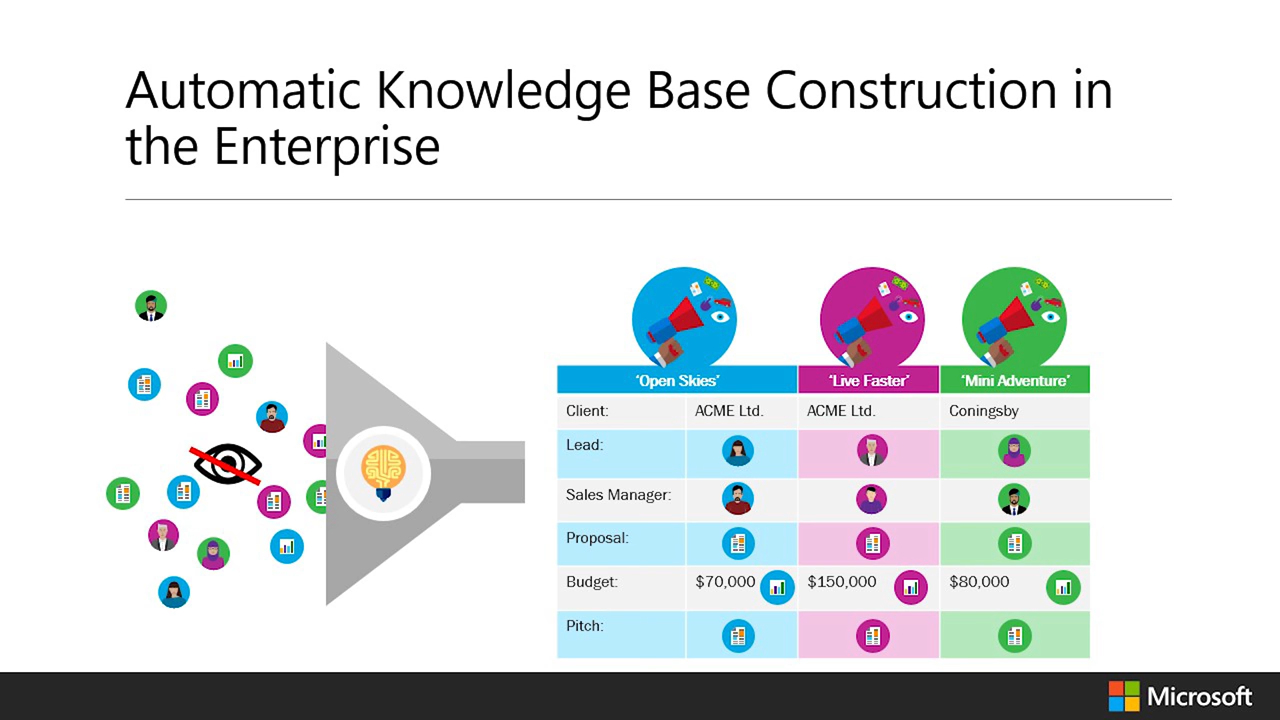 Automatic Knowledge Base Construction in
the Enterprise
‘Open Skies’ ‘Live Faster’ ‘Mini Adventure’
Client: ACME Ltd. ACME Ltd. Coningsby
Lead:
Sales Manager:
Proposal:
Budget: $70,000 $150,000 $80,000
Pitch:
Microsoft